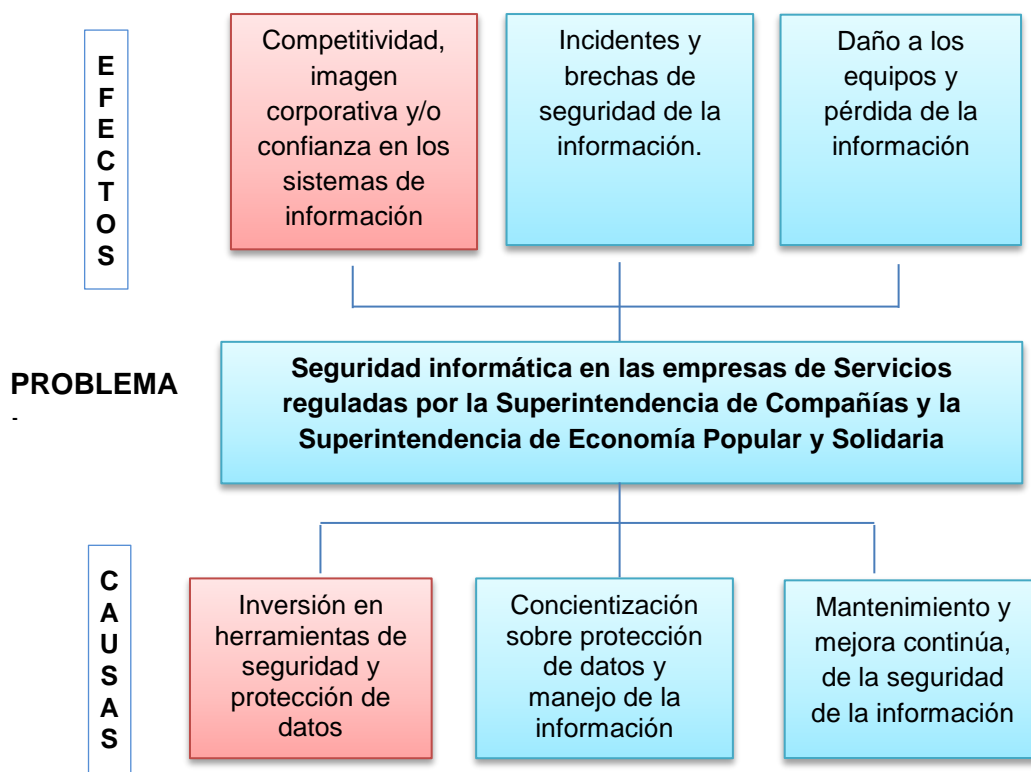 EFECTOS
Competitividad,
imagen
corporativa y/o
confianza en los
sistemas de
información
Incidentes y
brechas de
seguridad de la
información.
Daño a los
equipos y
pérdida de la
información
PROBLEMA
-
Seguridad informática en las empresas de Servicios
reguladas por la Superintendencia de Compañías y la
Superintendencia de Economía Popular y Solidaria
CAUSAS
Inversión en
herramientas de
seguridad y
protección de
datos
Concientización
sobre protección
de datos y
manejo de la
información
Mantenimiento y
mejora continúa,
de la seguridad
de la información